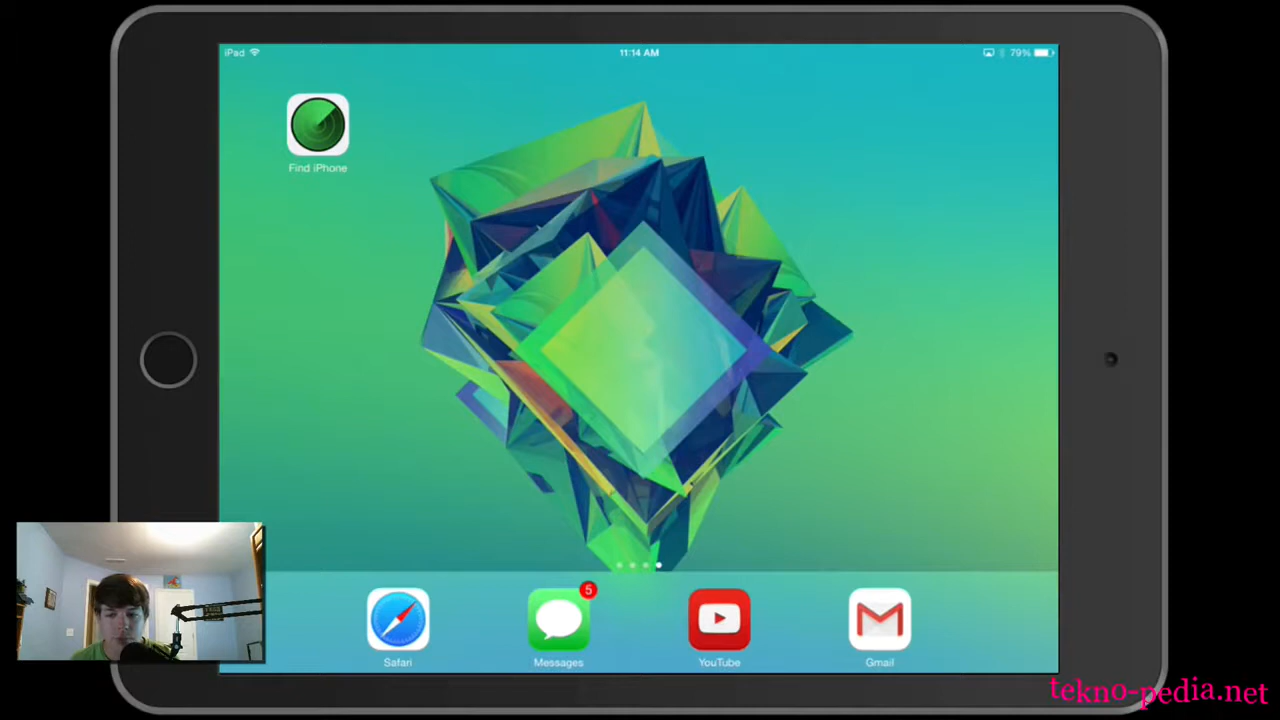 iPad
11:14 AM
79%
Find iPhone
5
Safari
Messages
YouTube
Gmail
tekno-pedia.net